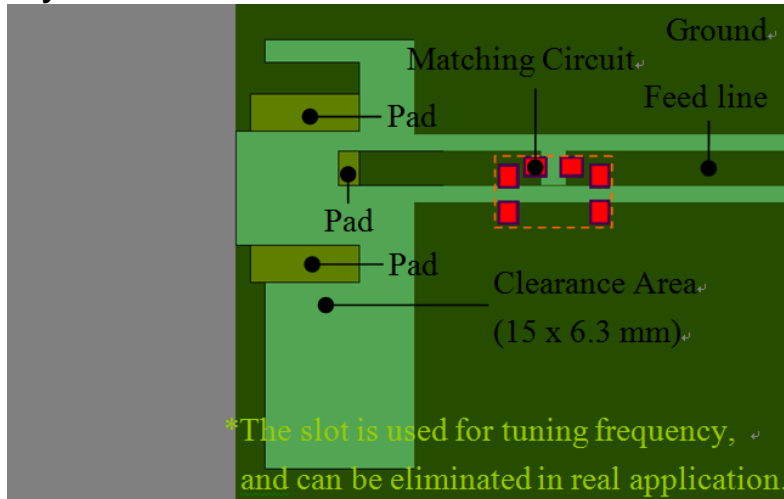 Ground
Matching Circuit
Feed line
Pad
Pad
Pad
Clearance Area
(15 x 6.3 mm)
*The slot is used for tuning frequency,
and can be eliminated in real application